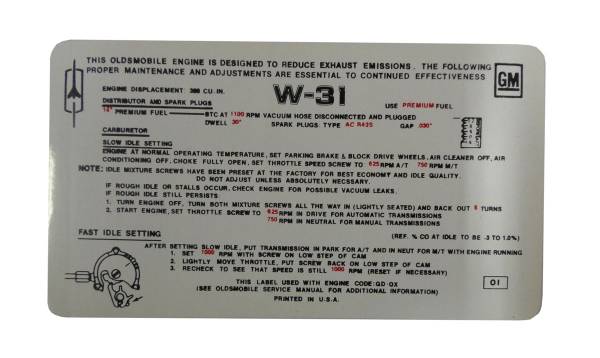 THIS OLDSMOBILE ENGINE IS DESIGNED TO REDUCE EXHAUST EMISSIONS. THE FOLLOWING
PROPER MAINTENANCE AND ADJUSTMENTS ARE ESSENTIAL TO CONTINUED EFFECTIVENESS
GM
ENGINE DISPLACEMENT: 350 CU. IN.
W-31
DISTRIBUTOR AND SPARK PLUGS
USE PREMIUM FUEL
14° PREMIUM FUEL BTC AT 1100 RPM VACUUM HOSE DISCONNECTED AND PLUGGED
DWELL 30° SPARK PLUGS: TYPE AC R43S GAP .030"
CARBURETOR
SLOW IDLE SETTING
ENGINE AT NORMAL OPERATING TEMPERATURE, SET PARKING BRAKE & BLOCK DRIVE WHEELS, AIR CLEANER OFF, AIR
CONDITIONING OFF, CHOKE FULLY OPEN, SET THROTTLE SPEED SCREW TO 625 RPM A/T 750 RPM M/T
NOTE: IDLE MIXTURE SCREWS HAVE BEEN PRESET AT THE FACTORY FOR BEST ECONOMY AND IDLE QUALITY.
DO NOT ADJUST UNLESS ABSOLUTELY NECESSARY.
IF ROUGH IDLE OR STALLS OCCUR, CHECK ENGINE FOR POSSIBLE VACUUM LEAKS.
IF ROUGH IDLE STILL PERSISTS:
1. TURN ENGINE OFF, TURN BOTH MIXTURE SCREWS ALL THE WAY IN (LIGHTLY SEATED) AND BACK OUT 5 TURNS
2. START ENGINE, SET THROTTLE SCREW TO 625 RPM IN DRIVE FOR AUTOMATIC TRANSMISSIONS
750 RPM IN NEUTRAL FOR MANUAL TRANSMISSIONS
(REF. % CO AT IDLE TO BE .3 TO 1.0%)
FAST IDLE SETTING
AFTER SETTING SLOW IDLE, PUT TRANSMISSION IN PARK FOR A/T AND IN NEUT FOR M/T WITH ENGINE RUNNING
1. SET 1000 RPM WITH SCREW ON LOW STEP OF CAM
2. LIGHTLY MOVE THROTTLE, PUT SCREW BACK ON LOW STEP OF CAM
3. RECHECK TO SEE THAT SPEED IS STILL 1000 RPM (RESET IF NECESSARY)
THIS LABEL USED WITH ENGINE CODE: QD-QX
(SEE OLDSMOBILE SERVICE MANUAL FOR ADDITIONAL INFORMATION)
PRINTED IN U.S.A.
OI